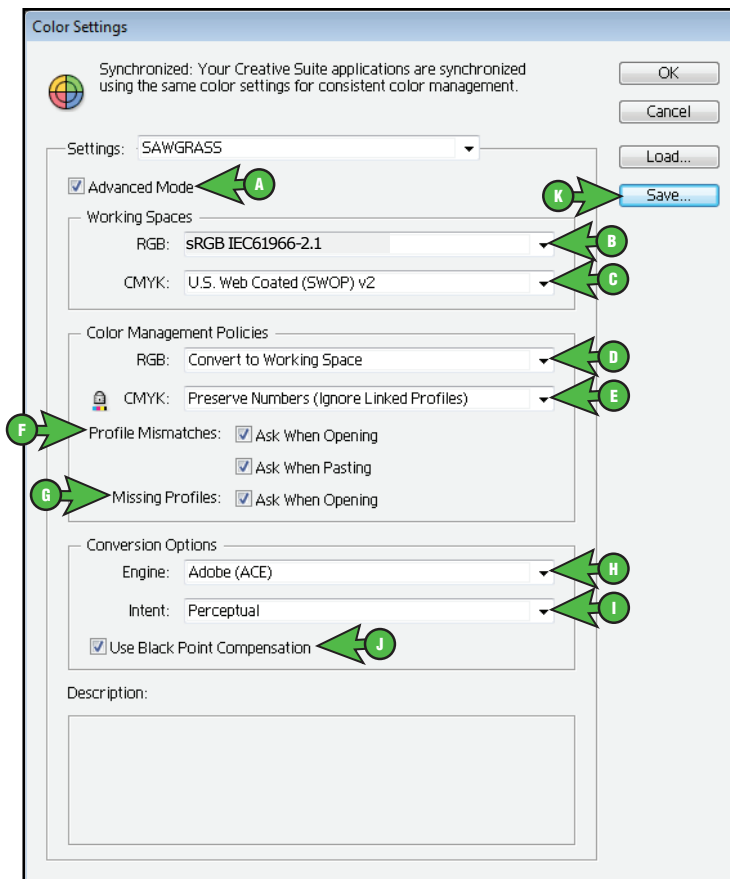 Color Settings
Synchronized: Your Creative Suite applications are synchronized
using the same color settings for consistent color management.
OK
Cancel
Load...
Save...
K
Settings: SAWGRASS
Advanced Mode
A
Working Spaces
RGB: sRGB IEC61966-2.1
B
CMYK: U.S. Web Coated (SWOP) v2
C
Color Management Policies
RGB: Convert to Working Space
D
CMYK: Preserve Numbers (Ignore Linked Profiles)
E
F
Profile Mismatches: Ask When Opening
Ask When Pasting
G
Missing Profiles: Ask When Opening
Conversion Options
Engine: Adobe (ACE)
H
Intent: Perceptual
I
Use Black Point Compensation
J
Description: